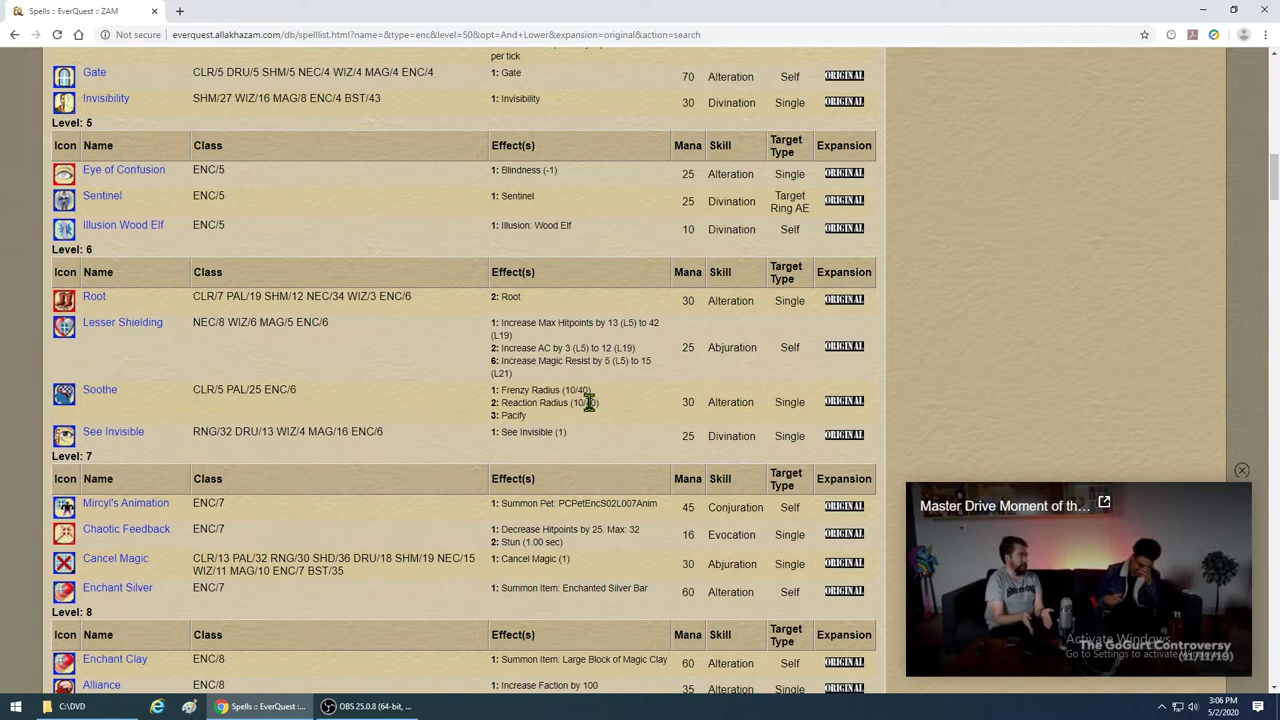 Spells :: EverQuest :: ZAM
Not secure
everquest.allakhazam.com/db/spelllist.html?name=&type=enc&level=50&opt=And+Lower&expansion=original&action=search
per tick
Gate CLR/5 DRU/5 SHM/5 NEC/4 WIZ/4 MAG/4 ENC/4 1: Gate 70 Alteration Self ORIGINAL
Invisibility SHM/27 WIZ/16 MAG/8 ENC/4 BST/43 1: Invisibility 30 Divination Single ORIGINAL
Level: 5
Icon Name Class Effect(s) Mana Skill Target Type Expansion
Eye of Confusion ENC/5 1: Blindness (-1) 25 Alteration Single ORIGINAL
Sentinel ENC/5 1: Sentinel 25 Divination Target Ring AE ORIGINAL
Illusion Wood Elf ENC/5 1: Illusion: Wood Elf 10 Divination Self ORIGINAL
Level: 6
Icon Name Class Effect(s) Mana Skill Target Type Expansion
Root CLR/7 PAL/19 SHM/12 NEC/34 WIZ/3 ENC/6 2: Root 30 Alteration Single ORIGINAL
Lesser Shielding NEC/8 WIZ/6 MAG/5 ENC/6 1: Increase Max Hitpoints by 13 (L5) to 42
(L19)
2: Increase AC by 3 (L5) to 12 (L19) 25 Abjuration Self ORIGINAL
6: Increase Magic Resist by 5 (L5) to 15
(L21)
Soothe CLR/5 PAL/25 ENC/6 1: Frenzy Radius (10/40)
2: Reaction Radius (10/40) 30 Alteration Single ORIGINAL
3: Pacify
See Invisible RNG/32 DRU/13 WIZ/4 MAG/16 ENC/6 1: See Invisible (1) 25 Divination Single ORIGINAL
Level: 7
Icon Name Class Effect(s) Mana Skill Target Type Expansion
Mircyl's Animation ENC/7 1: Summon Pet: PCPetEncS02L007Anim 45 Conjuration Self ORIGINAL
Chaotic Feedback ENC/7 1: Decrease Hitpoints by 25. Max: 32 16 Evocation Single ORIGINAL
2: Stun (1.00 sec)
Cancel Magic CLR/13 PAL/32 RNG/30 SHD/36 DRU/18 SHM/19 NEC/15 1: Cancel Magic (1) 30 Abjuration Single ORIGINAL
WIZ/11 MAG/10 ENC/7 BST/35
Enchant Silver ENC/7 1: Summon Item: Enchanted Silver Bar 60 Alteration Self ORIGINAL
Level: 8
Icon Name Class Effect(s) Mana Skill Target Type Expansion
Enchant Clay ENC/8 1: Summon Item: Large Block of Magic Clay 60 Alteration Self ORIGINAL
Alliance ENC/8 1: Increase Faction by 100 35 Alteration Single ORIGINAL
Master Drive Moment of th...
Activate Windows
Go to Settings to activate Windows.
The GoGurt Controversy
(11/11/19)
C:\DVD
Spells :: EverQuest :...
OBS 25.0.8 (64-bit, ...
3:06 PM
5/2/2020